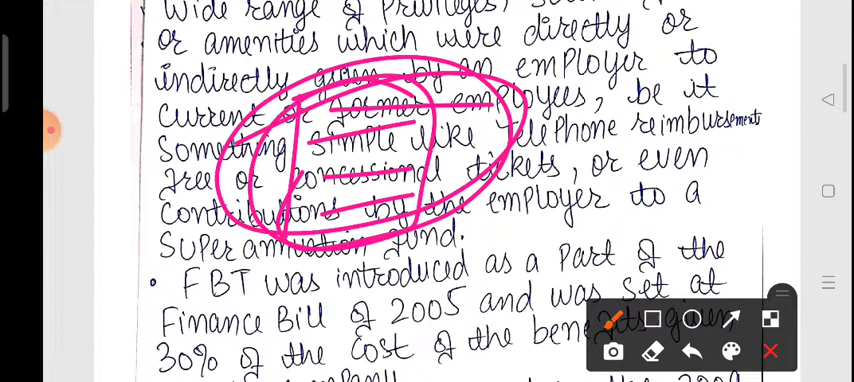 wide range of Privileges,
or amenities which were directly or
indirectly given by an employer to
current or former employees, be it
something simple like Telephone reimbursements
free or concessional tickets, or even
contributions by the employer to a
superannuation fund.
• FBT was introduced as a part of the
Finance Bill of 2005 and was set at
30% of the cost of the benefits given
2009